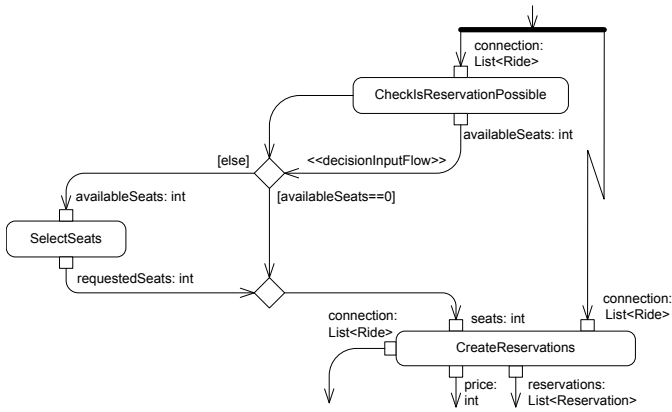 connection:
List<Ride>
CheckIsReservationPossible
availableSeats: int
[else]
<<decisionInputFlow>>
availableSeats: int
[availableSeats==0]
SelectSeats
requestedSeats: int
connection:
List<Ride>
seats: int
connection:
List<Ride>
CreateReservations
price:
int
reservations:
List<Reservation>